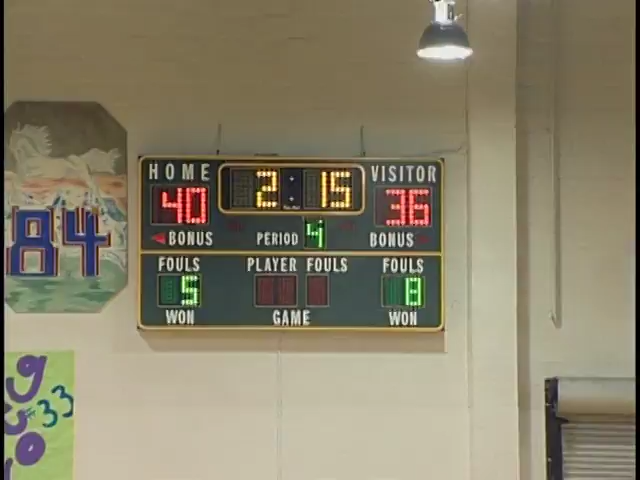 HOME 2:15 VISITOR
40 36
BONUS PERIOD 4 BONUS
FOULS PLAYER FOULS FOULS
5 8
WON GAME WON
84
#33
go